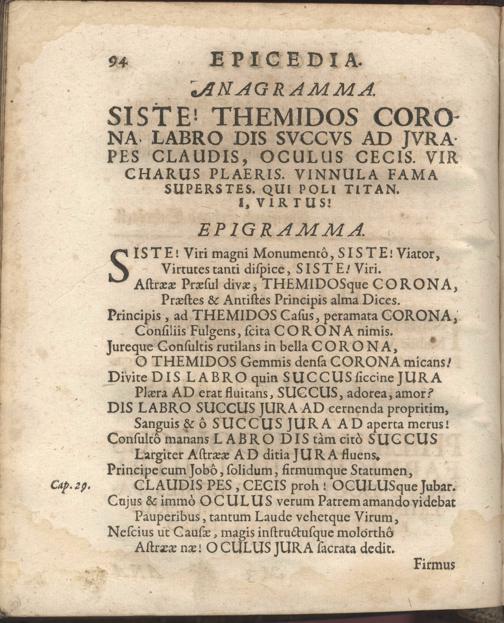 94 EPICEDIA.
ANAGRAMMA.
SISTE! THEMIDOS CORO-
NA. LABRO DIS SVCCVS AD JVRA.
PES CLAUDIS, OCULUS CECIS. VIR
CHARUS PLAERIS. VINNULA FAMA
SUPERSTES. QUI POLI TITAN.
I, VIRTUS!
EPIGRAMMA.
SISTE! Viri magni Monumentô, SISTE! Viator,
Virtutes tanti dispice, SISTE! Viri.
Astrææ Præsul divæ, THEMIDOSque CORONA,
Præstes & Antistes Principis alma Dices.
Principis, ad THEMIDOS Casus, peramata CORONA,
Consiliis Fulgens, scita CORONA nimis.
Jureque Consultis rutilans in bella CORONA,
O THEMIDOS Gemmis densa CORONA micans!
Divite DIS LABRO quin SUCCUS siccine JURA
Plæra AD erat fluitans, SUCCUS, adorea, amor?
DIS LABRO SUCCUS JURA AD cernenda propritim,
Sanguis & ô SUCCUS JURA AD aperta merus!
Consultô manans LABRO DIS tàm citò SUCCUS
Largiter Astrææ AD ditia JURA fluens.
Principe cum Jobô, solidum, firmumque Statumen,
Cap. 29. CLAUDIS PES, CECIS proh! OCULUSque Jubar.
Cujus & immò OCULUS verum Patrem amando videbat
Pauperibus, tantum Laude vehetque Virum,
Nescius ut Causæ, magis instructusque molorthô
Astrææ næ! OCULUS JURA sacrata dedit.
Firmus